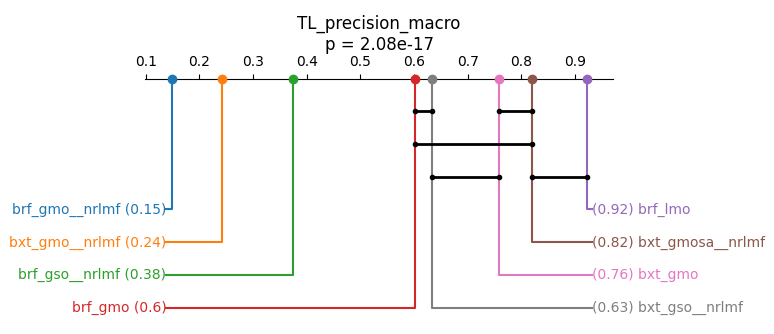 TL_precision_macro
p = 2.08e-17
0.1 0.2 0.3 0.4 0.5 0.6 0.7 0.8 0.9
brf_gmo__nrlmf (0.15) (0.92) brf_lmo
bxt_gmo__nrlmf (0.24) (0.82) bxt_gmosa__nrlmf
brf_gso__nrlmf (0.38) (0.76) bxt_gmo
brf_gmo (0.6) (0.63) bxt_gso__nrlmf